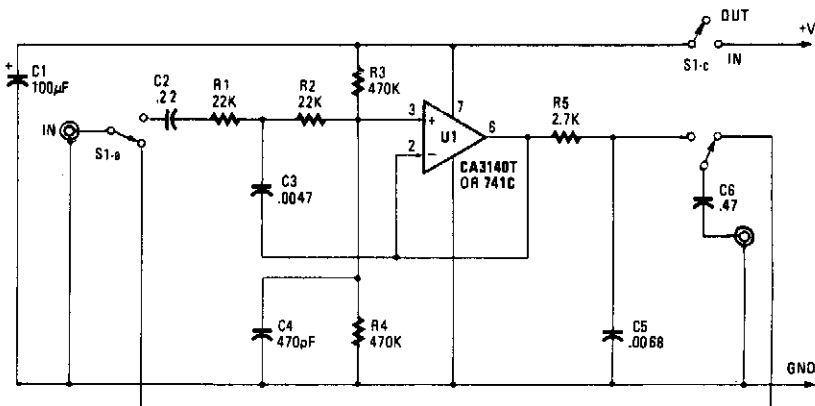 OUT
+V
S1-c
IN
+
C1
100µF
C2
.22
R1
22K
R2
22K
R3
470K
IN
S1-a
3
+
7
6
U1
2
−
CA3140T
OR 741C
R5
2.7K
C3
.0047
C6
.47
C4
470pF
R4
470K
C5
.0068
GND